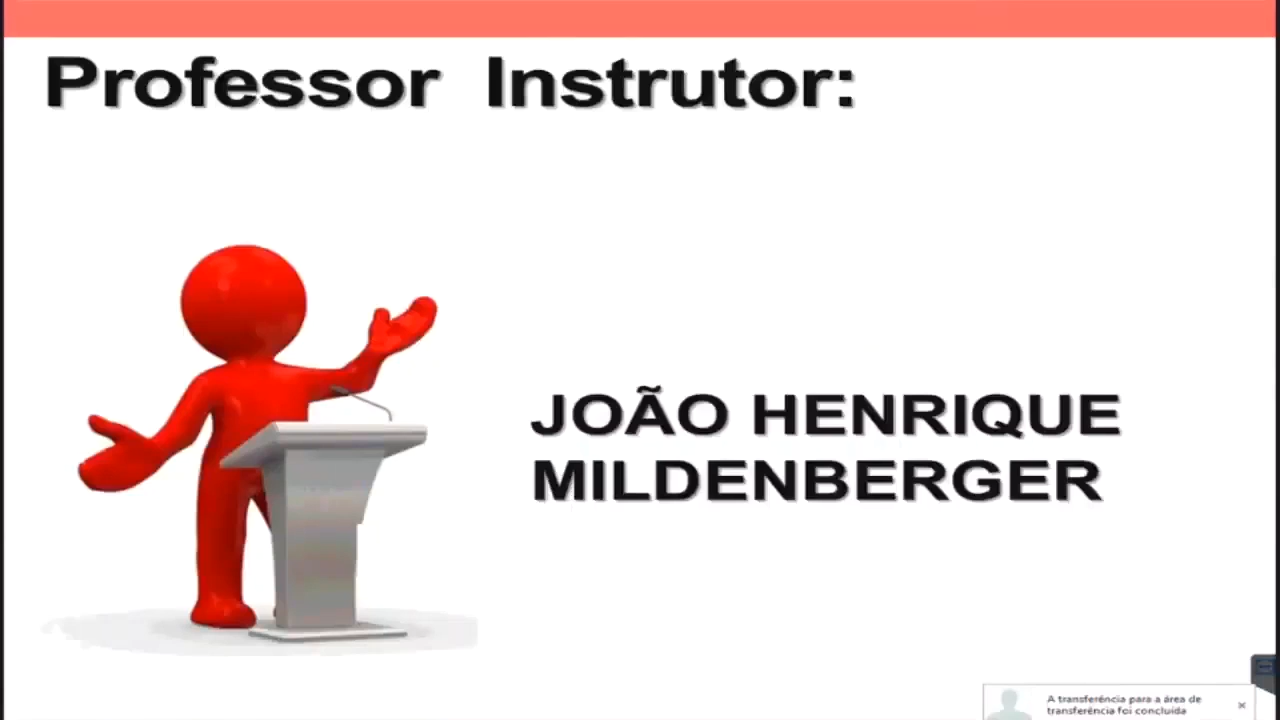 Professor Instrutor:
JOÃO HENRIQUE
MILDENBERGER
A transferência para a área de
transferência foi concluída